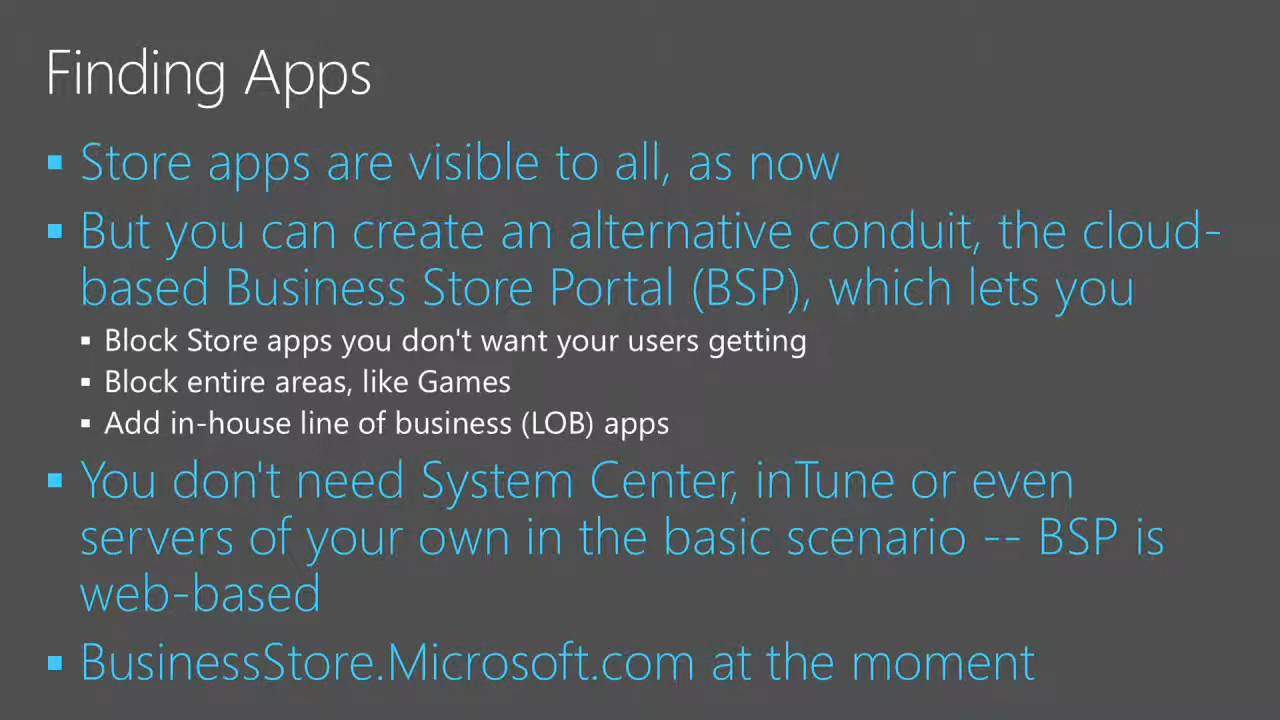 Finding Apps
▪ Store apps are visible to all, as now
▪ But you can create an alternative conduit, the cloud-
based Business Store Portal (BSP), which lets you
▪ Block Store apps you don't want your users getting
▪ Block entire areas, like Games
▪ Add in-house line of business (LOB) apps
▪ You don't need System Center, inTune or even
servers of your own in the basic scenario -- BSP is
web-based
▪ BusinessStore.Microsoft.com at the moment